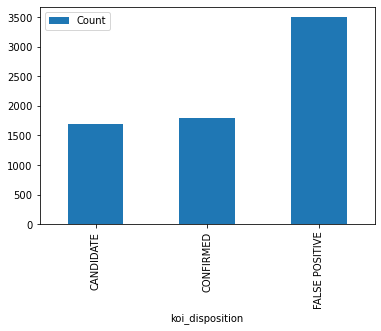 3500
3000
2500
2000
1500
1000
500
0
Count
CANDIDATE
CONFIRMED
FALSE POSITIVE
koi_disposition